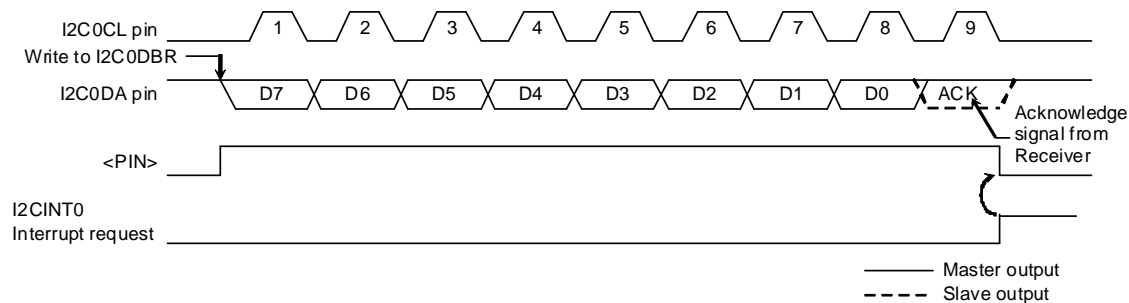 I2C0CL pin
1 2 3 4 5 6 7 8 9
Write to I2C0DBR
I2C0DA pin
D7 D6 D5 D4 D3 D2 D1 D0 ACK
Acknowledge
signal from
Receiver
<PIN>
I2CINT0
Interrupt request
Master output
Slave output